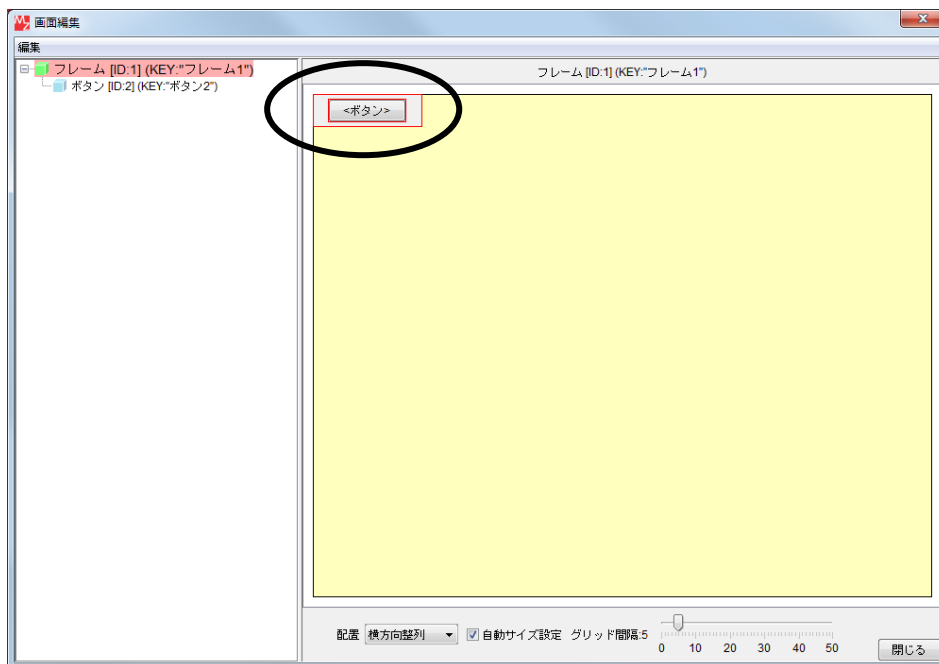 画面編集
編集
フレーム [ID:1] (KEY:"フレーム1")
ボタン [ID:2] (KEY:"ボタン2")
フレーム [ID:1] (KEY:"フレーム1")
<ボタン>
配置 横方向整列 自動サイズ設定 グリッド間隔:5
0 10 20 30 40 50
閉じる